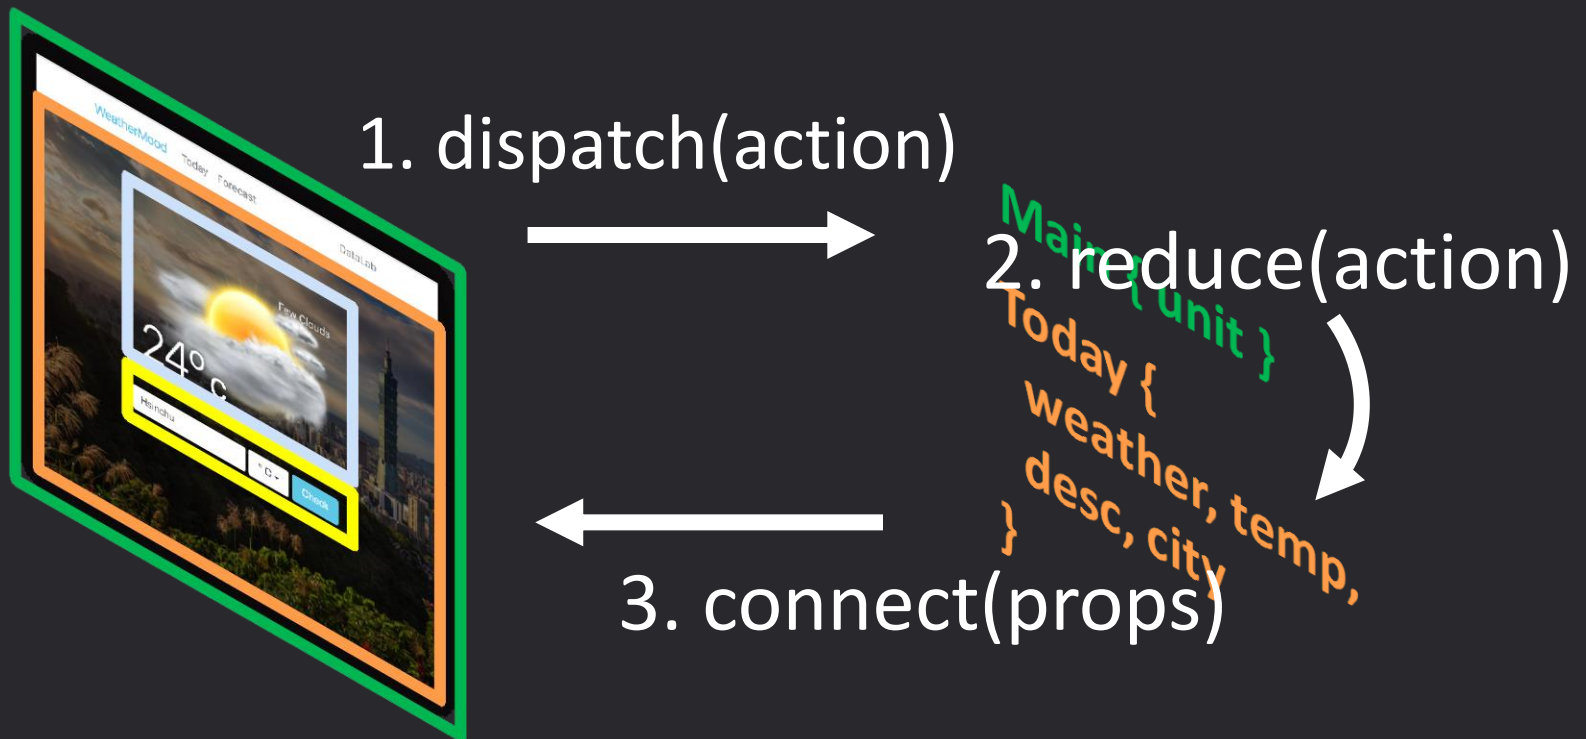 WeatherMood Today Forecast
DataLab
Few Clouds
24° c
Hsinchu
° C
Check
1. dispatch(action)
Main { unit }
2. reduce(action)
Today {
weather, temp,
desc, city
}
3. connect(props)